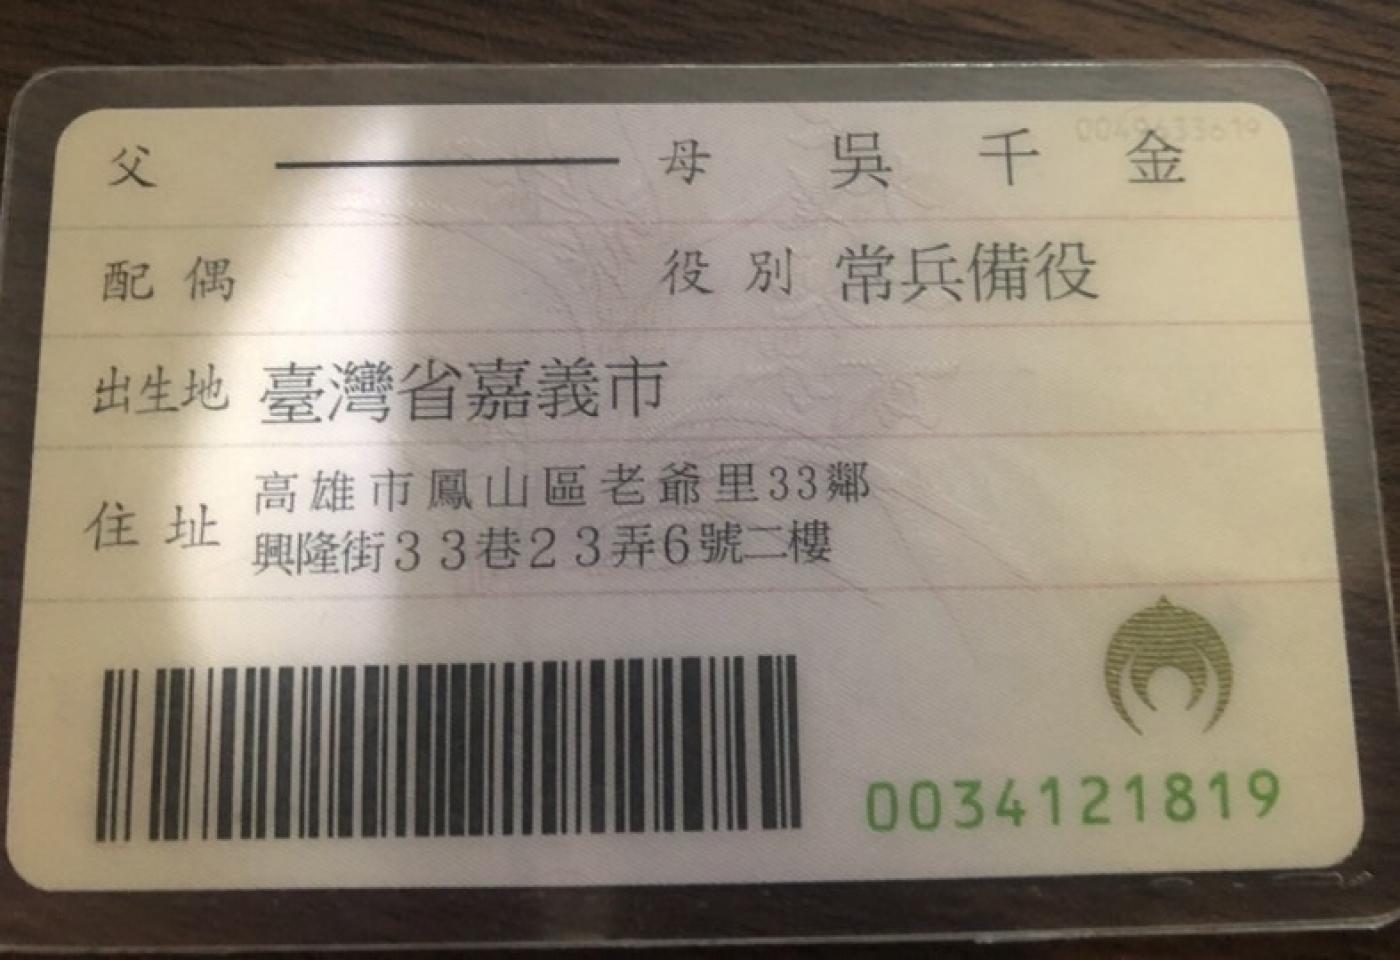 父 母 吳千金
配偶 役別 常兵備役
出生地 臺灣省嘉義市
住址 高雄市鳳山區老爺里33鄰
興隆街33巷23弄6號二樓
0034121819